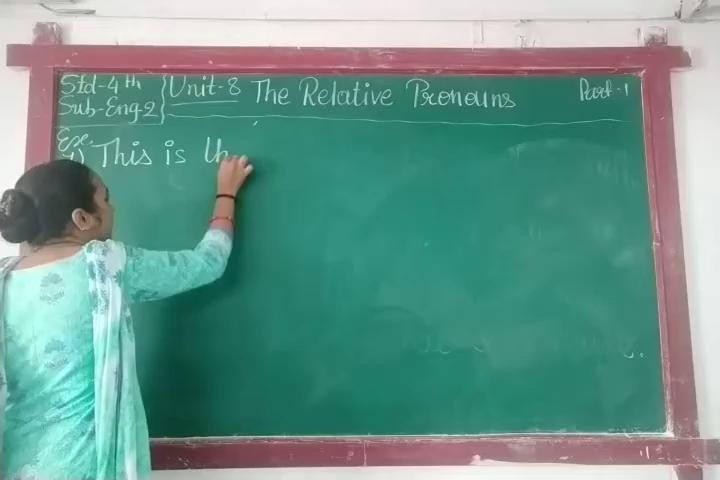 Std-4th
Sub-Eng-2
Unit-8 The Relative Pronouns
Part-1
Ex.
1) This is th